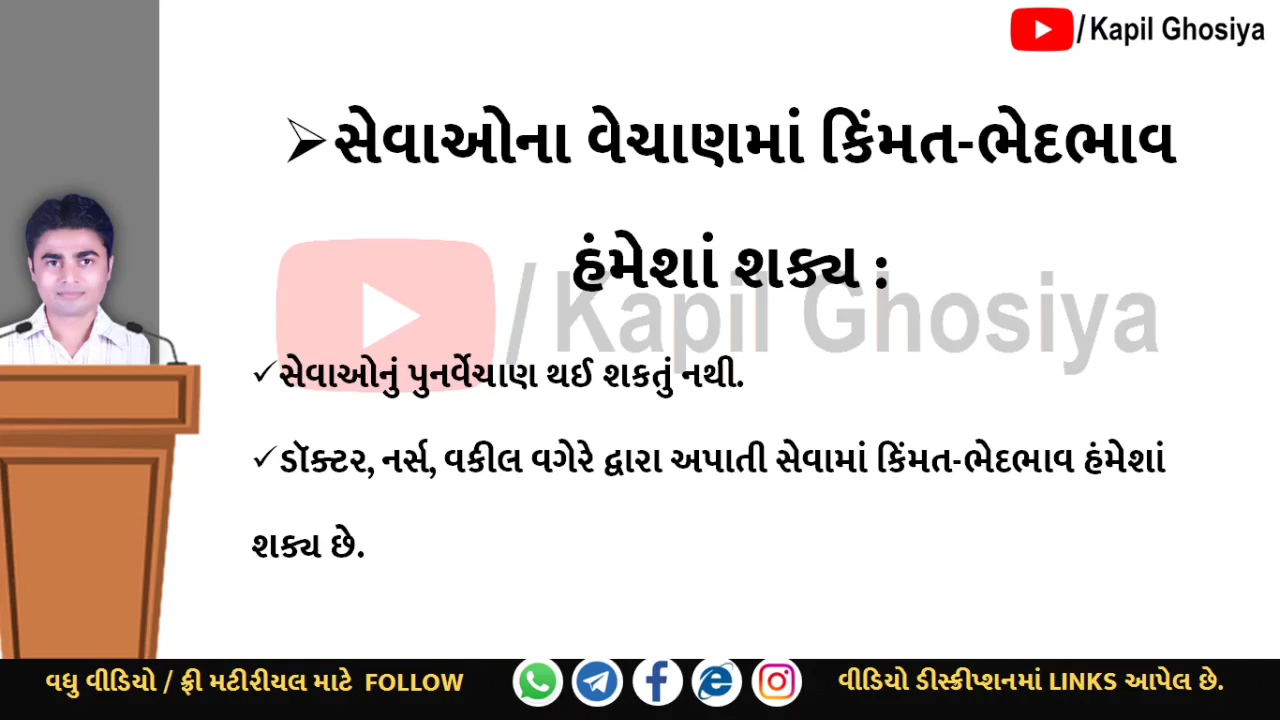 /Kapil Ghosiya
➢સેવાઓના વેચાણમાં કિંમત-ભેદભાવ
હંમેશાં શક્ય :
/Kapil Ghosiya
✓સેવાઓનું પુનર્વેચાણ થઈ શકતું નથી.
✓ડૉક્ટર, નર્સ, વકીલ વગેરે દ્વારા અપાતી સેવામાં કિંમત-ભેદભાવ હંમેશાં
શક્ય છે.
વધુ વીડિયો / ફ્રી મટીરીયલ માટે FOLLOW
વીડિયો ડીસ્ક્રીપ્શનમાં LINKS આપેલ છે.